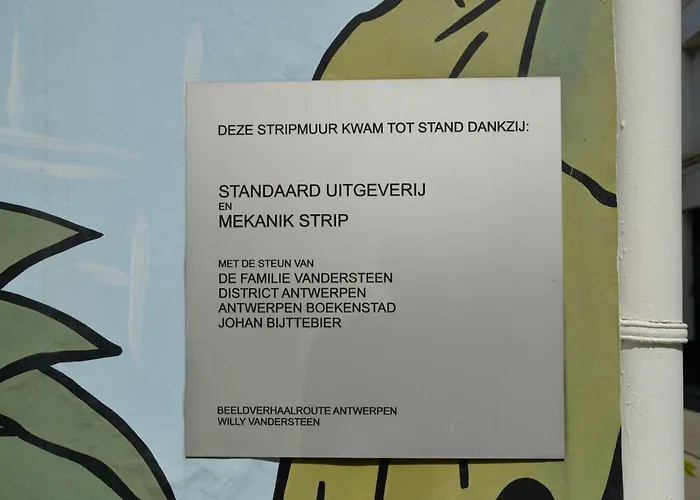 DEZE STRIPMUUR KWAM TOT STAND DANKZIJ:
STANDAARD UITGEVERIJ
EN
MEKANIK STRIP
MET DE STEUN VAN
DE FAMILIE VANDERSTEEN
DISTRICT ANTWERPEN
ANTWERPEN BOEKENSTAD
JOHAN BIJTTEBIER
BEELDVERHAALROUTE ANTWERPEN
WILLY VANDERSTEEN